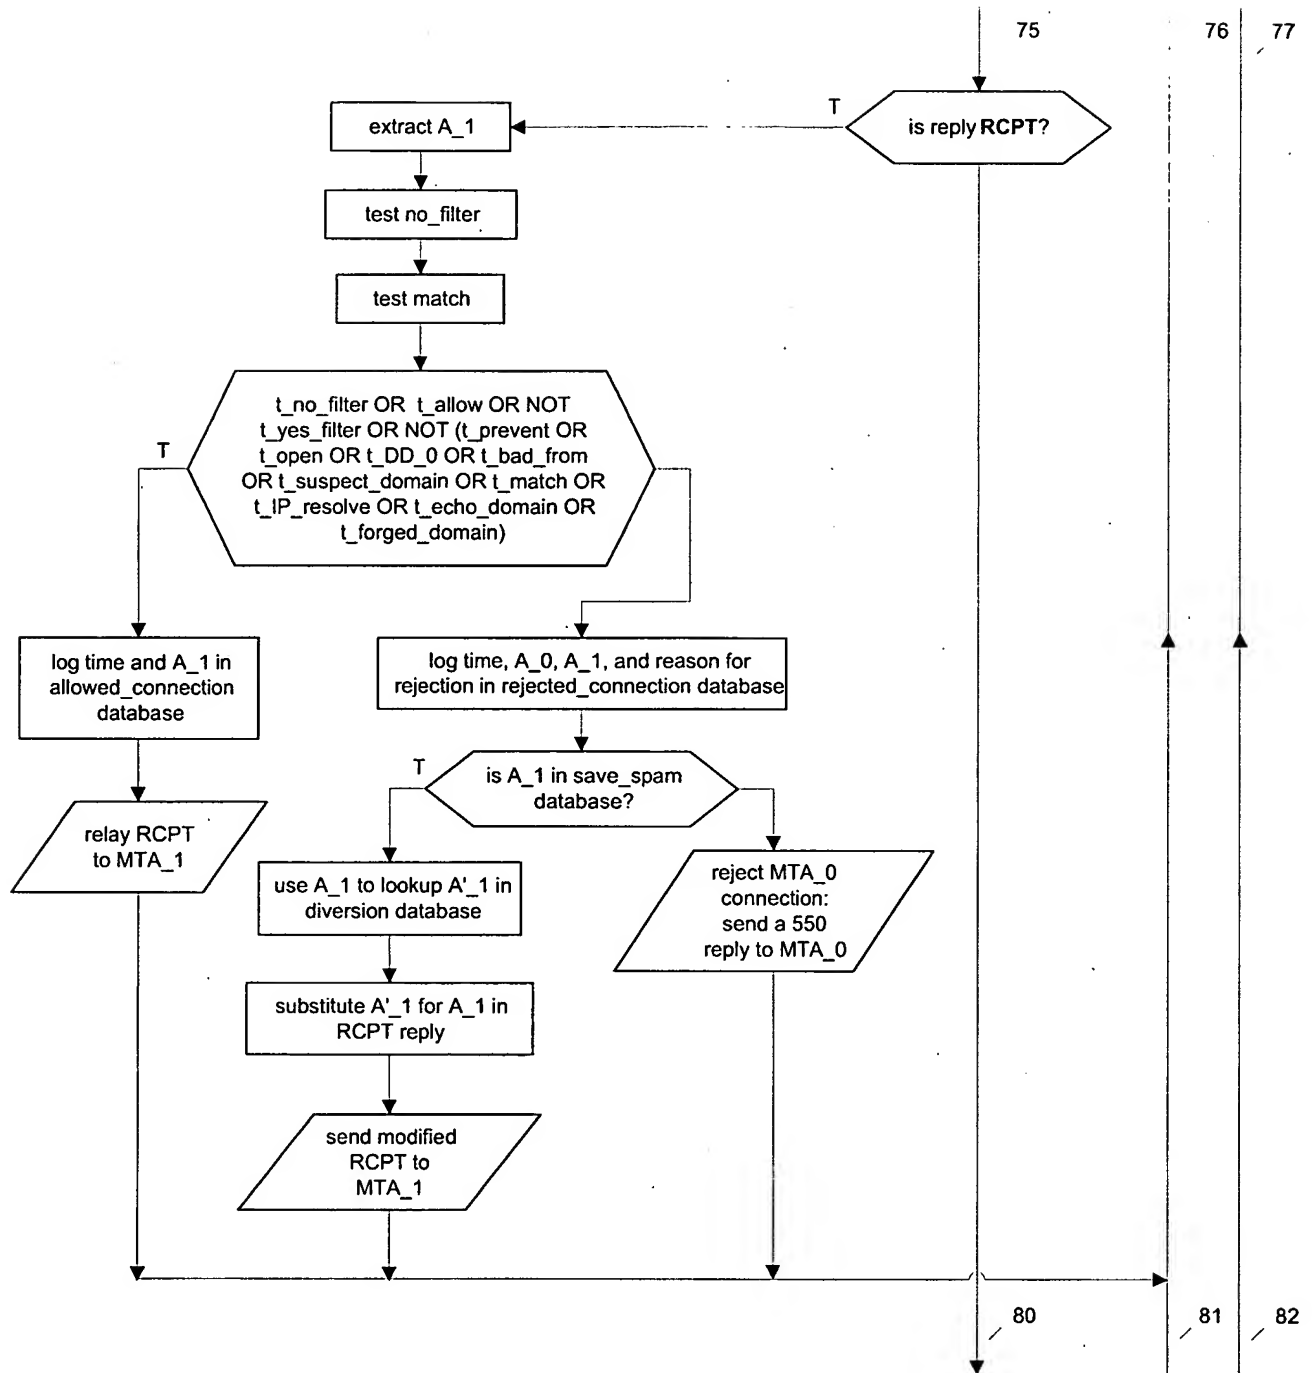 75
76
77
T
is reply RCPT?
extract A_1
test no_filter
test match
T
t_no_filter OR t_allow OR NOT
t_yes_filter OR NOT (t_prevent OR
t_open OR t_DD_0 OR t_bad_from
OR t_suspect_domain OR t_match OR
t_IP_resolve OR t_echo_domain OR
t_forged_domain)
log time and A_1 in
allowed_connection
database
log time, A_0, A_1, and reason for
rejection in rejected_connection database
T
is A_1 in save_spam
database?
relay RCPT
to MTA_1
use A_1 to lookup A'_1 in
diversion database
reject MTA_0
connection:
send a 550
reply to MTA_0
substitute A'_1 for A_1 in
RCPT reply
send modified
RCPT to
MTA_1
80
81
82